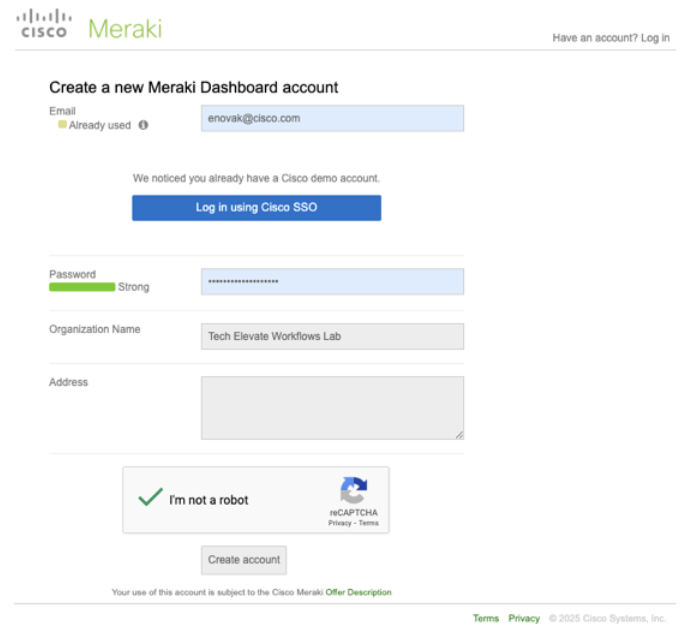 CISCO Meraki
Have an account? Log in
Create a new Meraki Dashboard account
Email
enovak@cisco.com
Already used
We noticed you already have a Cisco demo account.
Log in using Cisco SSO
Password
•••••••••••••••••••
Strong
Organization Name
Tech Elevate Workflows Lab
Address
I'm not a robot
reCAPTCHA
Privacy - Terms
Create account
Your use of this account is subject to the Cisco Meraki Offer Description
Terms Privacy © 2025 Cisco Systems, Inc.